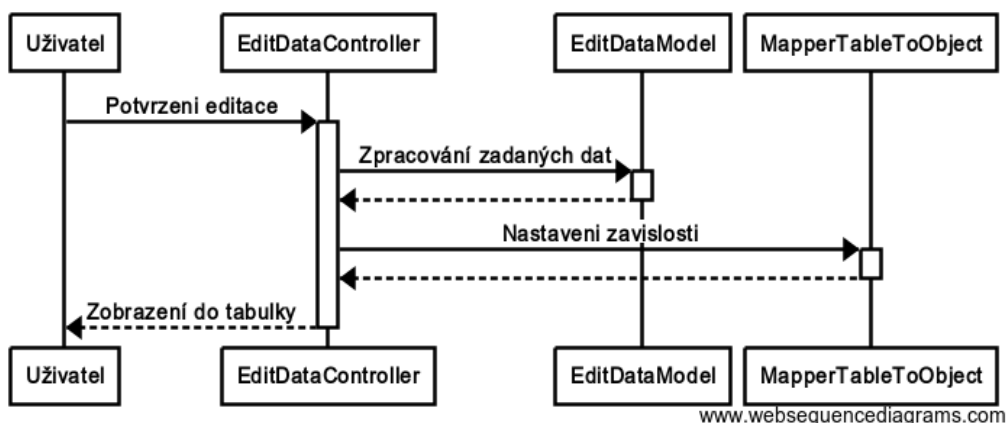 Uživatel EditDataController EditDataModel MapperTableToObject
Potvrzeni editace
Zpracování zadaných dat
Nastaveni zavislosti
Zobrazení do tabulky
Uživatel EditDataController EditDataModel MapperTableToObject
www.websequencediagrams.com